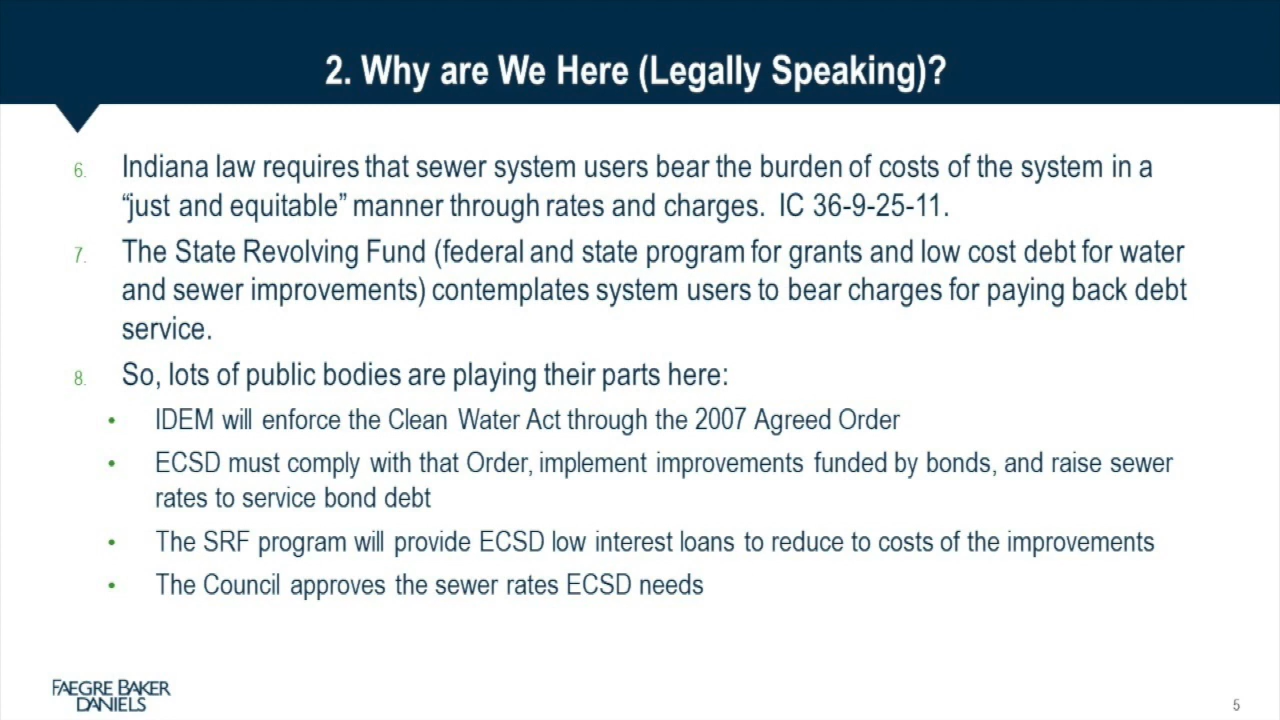 2. Why are We Here (Legally Speaking)?
6. Indiana law requires that sewer system users bear the burden of costs of the system in a
“just and equitable” manner through rates and charges. IC 36-9-25-11.
7. The State Revolving Fund (federal and state program for grants and low cost debt for water
and sewer improvements) contemplates system users to bear charges for paying back debt
service.
8. So, lots of public bodies are playing their parts here:
• IDEM will enforce the Clean Water Act through the 2007 Agreed Order
• ECSD must comply with that Order, implement improvements funded by bonds, and raise sewer
rates to service bond debt
• The SRF program will provide ECSD low interest loans to reduce to costs of the improvements
• The Council approves the sewer rates ECSD needs
FAEGRE BAKER
DANIELS
5